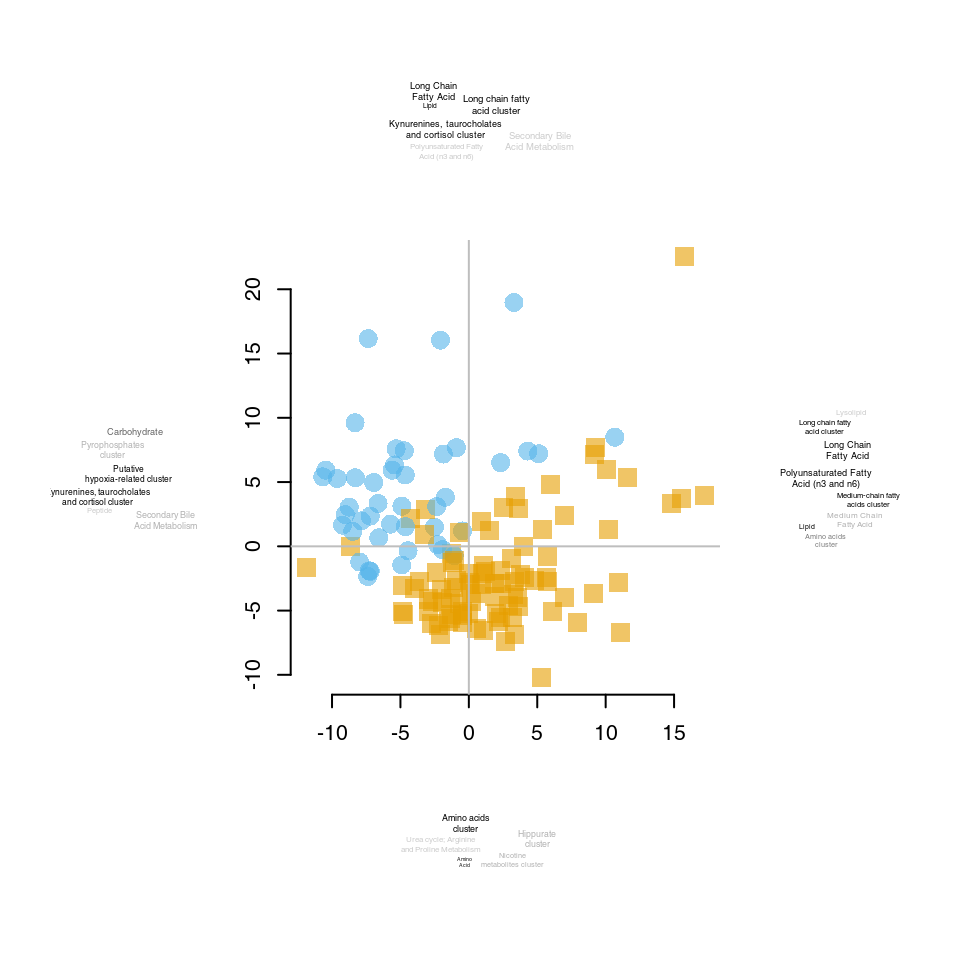 Long Chain
Fatty Acid
Lipid
Long chain fatty
acid cluster
Kynurenines, taurocholates
and cortisol cluster
Secondary Bile
Acid Metabolism
Polyunsaturated Fatty
Acid (n3 and n6)
20
15
10
5
0
-5
-10
-10
-5
0
5
10
15
Carbohydrate
Pyrophosphates
cluster
Putative
hypoxia-related cluster
ynurenines, taurocholates
and cortisol cluster
Peptide
Secondary Bile
Acid Metabolism
Lysolipid
Long chain fatty
acid cluster
Long Chain
Fatty Acid
Polyunsaturated Fatty
Acid (n3 and n6)
Medium-chain fatty
acids cluster
Medium Chain
Fatty Acid
Lipid
Amino acids
cluster
Amino acids
cluster
Urea cycle; Arginine
and Proline Metabolism
Hippurate
cluster
Amino
Acid
Nicotine
metabolites cluster